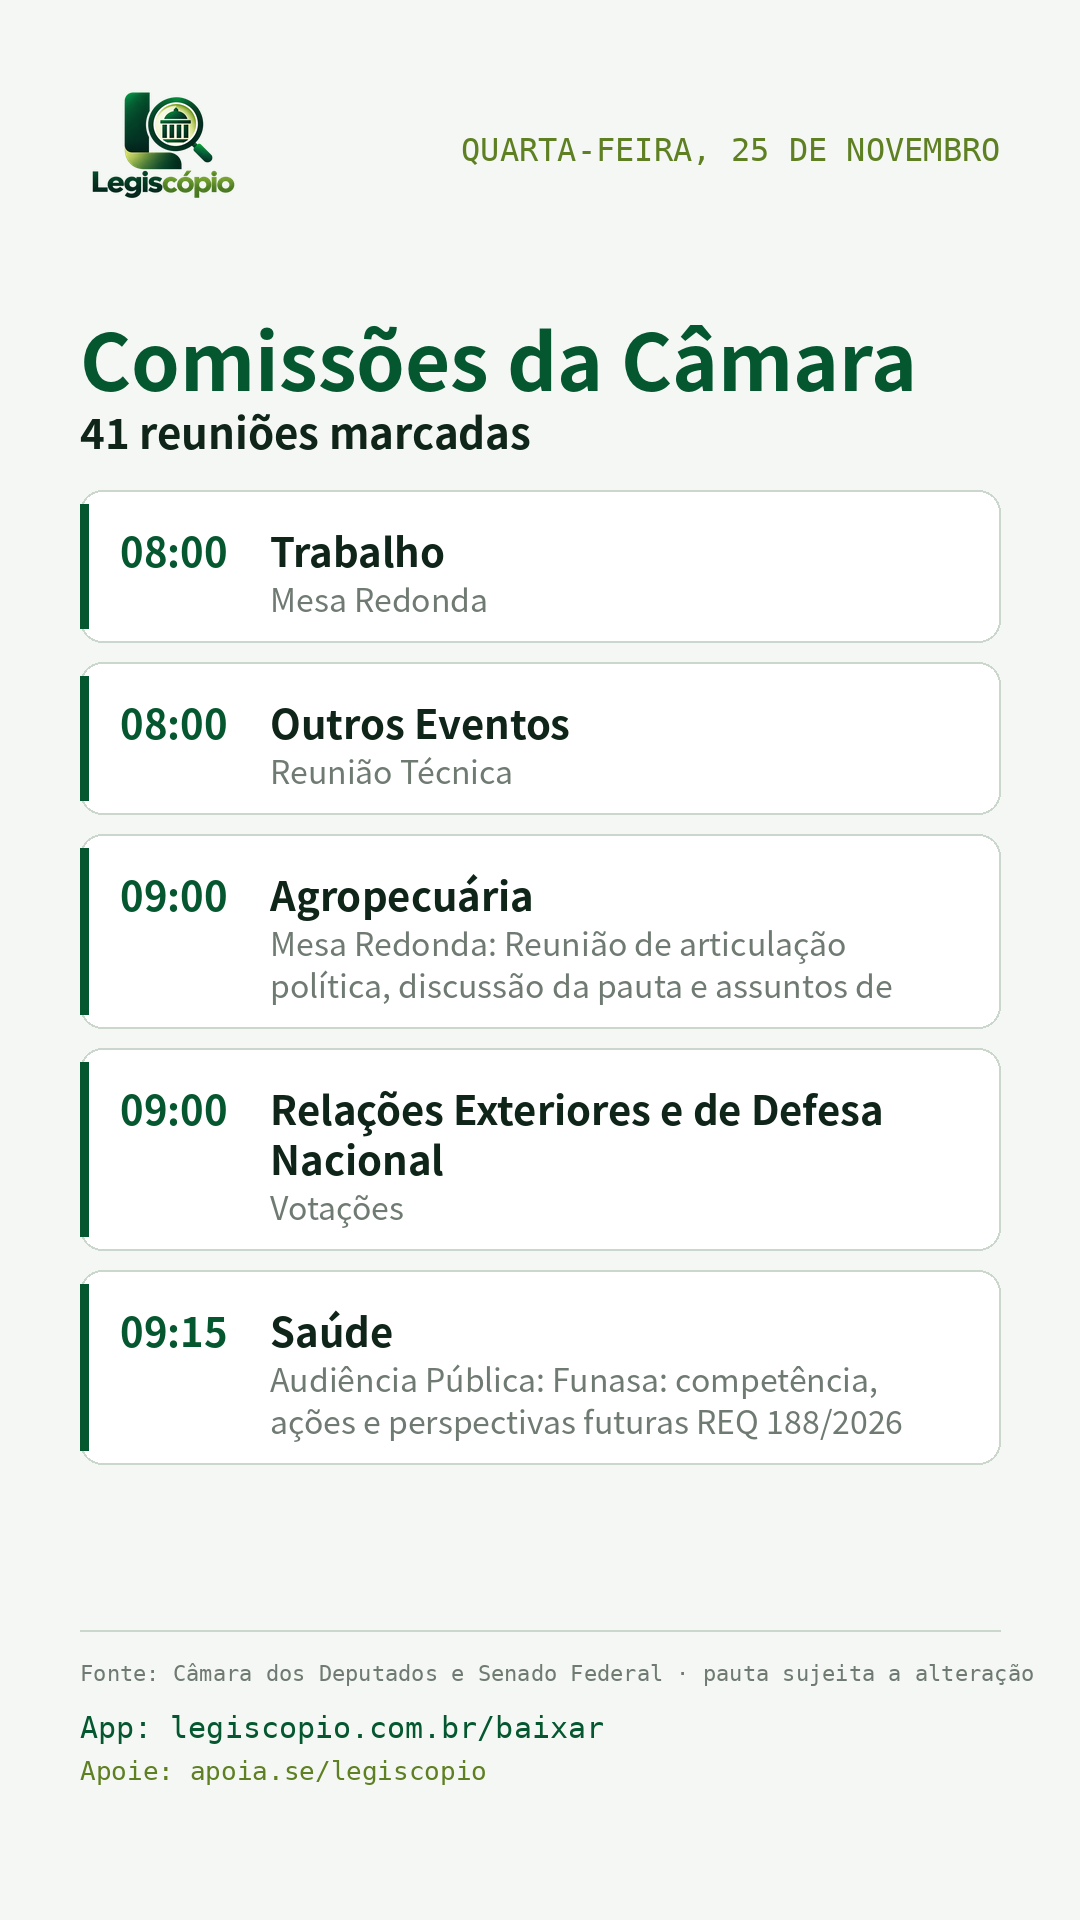 Legiscópio
QUARTA-FEIRA, 25 DE NOVEMBRO
Comissões da Câmara
41 reuniões marcadas
08:00 Trabalho
Mesa Redonda
08:00 Outros Eventos
Reunião Técnica
09:00 Agropecuária
Mesa Redonda: Reunião de articulação
política, discussão da pauta e assuntos de
09:00 Relações Exteriores e de Defesa
Nacional
Votações
09:15 Saúde
Audiência Pública: Funasa: competência,
ações e perspectivas futuras REQ 188/2026
Fonte: Câmara dos Deputados e Senado Federal · pauta sujeita a alteração
App: legiscopio.com.br/baixar
Apoie: apoia.se/legiscopio